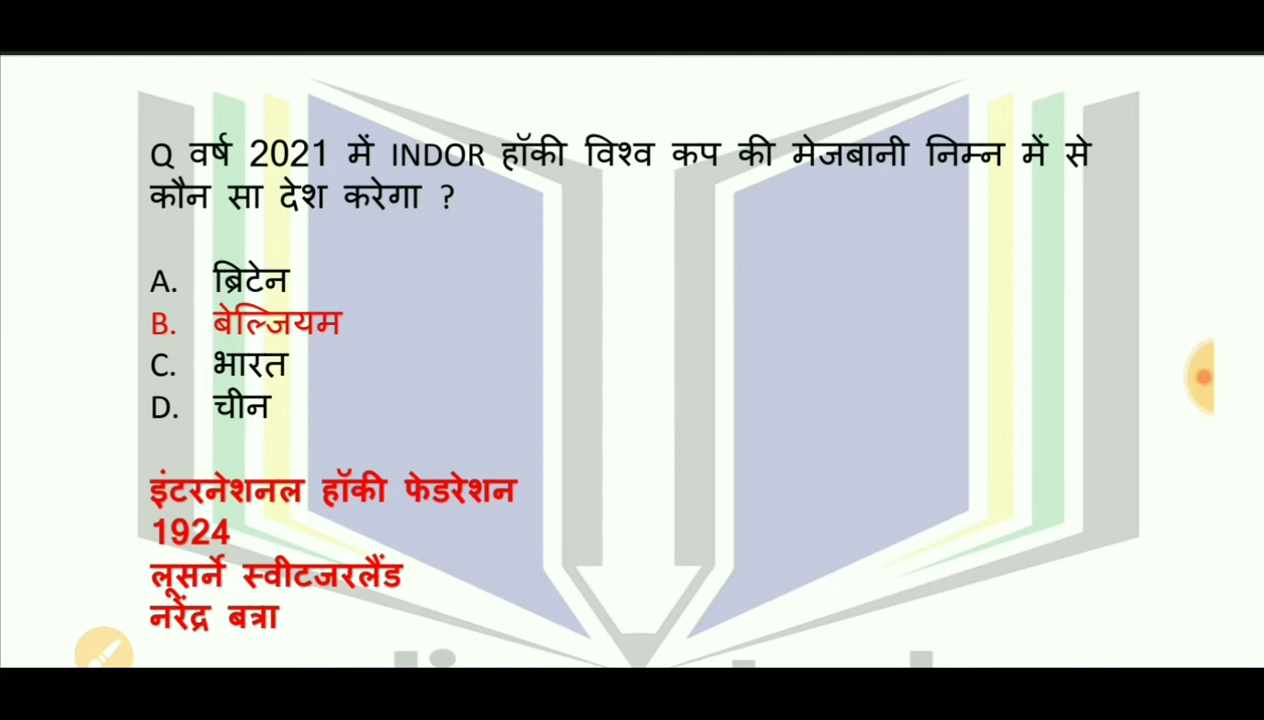 Q वर्ष 2021 में INDOR हॉकी विश्व कप की मेजबानी निम्न में से
कौन सा देश करेगा ?
A. ब्रिटेन
B. बेल्जियम
C. भारत
D. चीन
इंटरनेशनल हॉकी फेडरेशन
1924
लूसर्ने स्वीटजरलैंड
नरेंद्र बत्रा